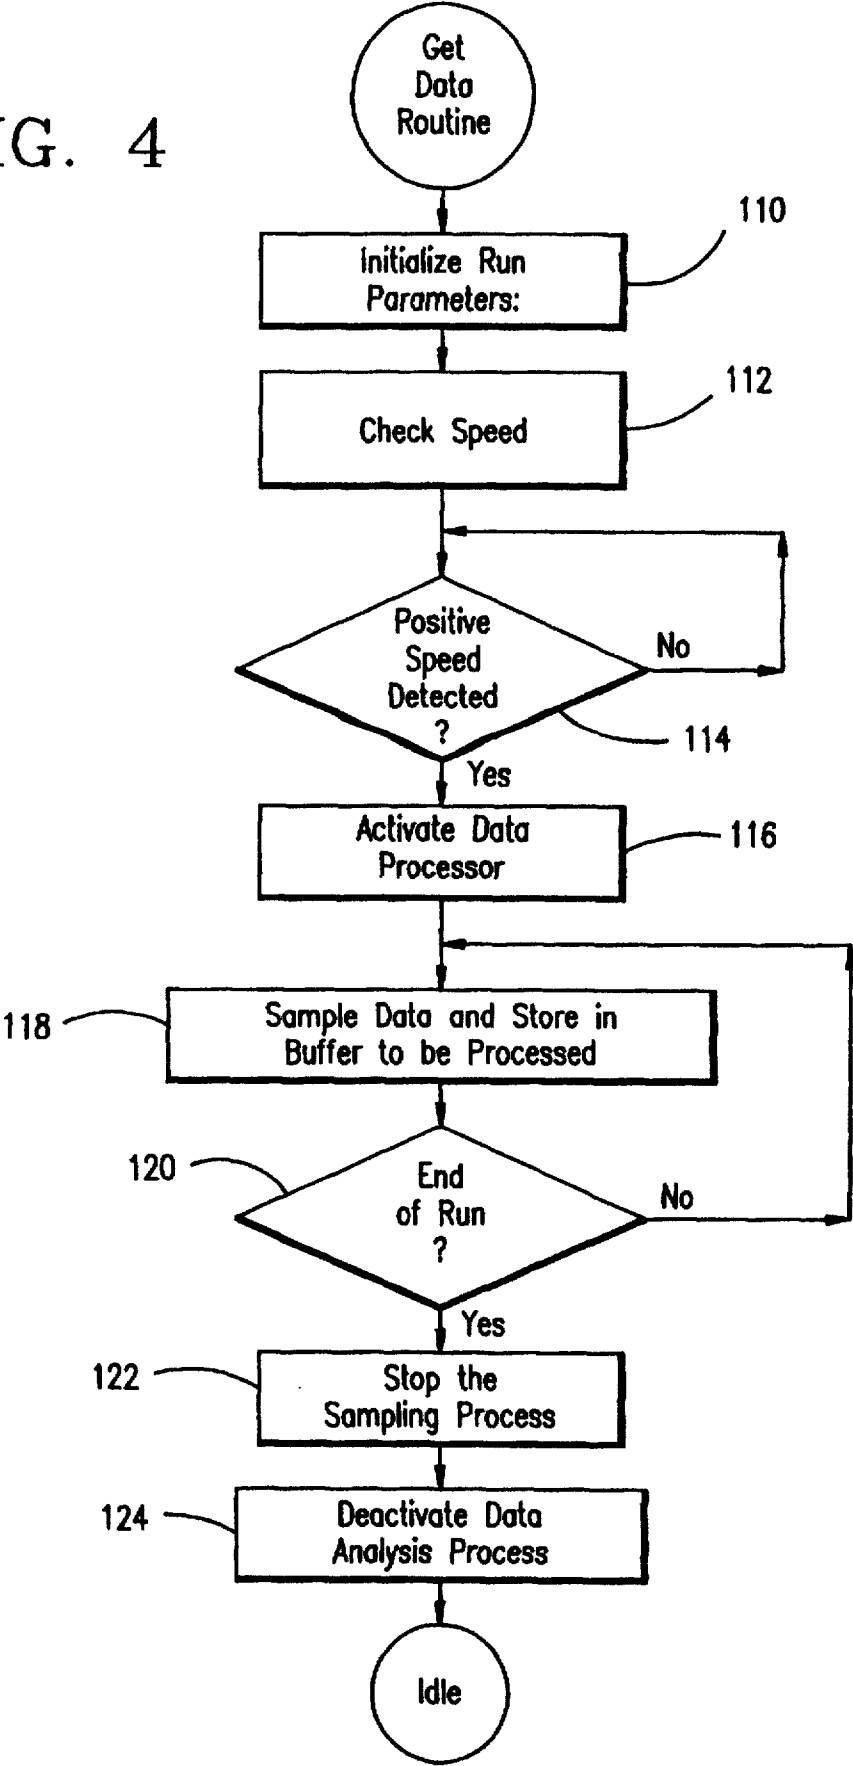 Get
Data
Routine
IG. 4
110
Initialize Run
Parameters:
112
Check Speed
Positive
Speed
Detected
?
No
114
Yes
Activate Data
Processor
116
118
Sample Data and Store in
Buffer to be Processed
120
End
of Run
?
No
Yes
122
Stop the
Sampling Process
124
Deactivate Data
Analysis Process
Idle